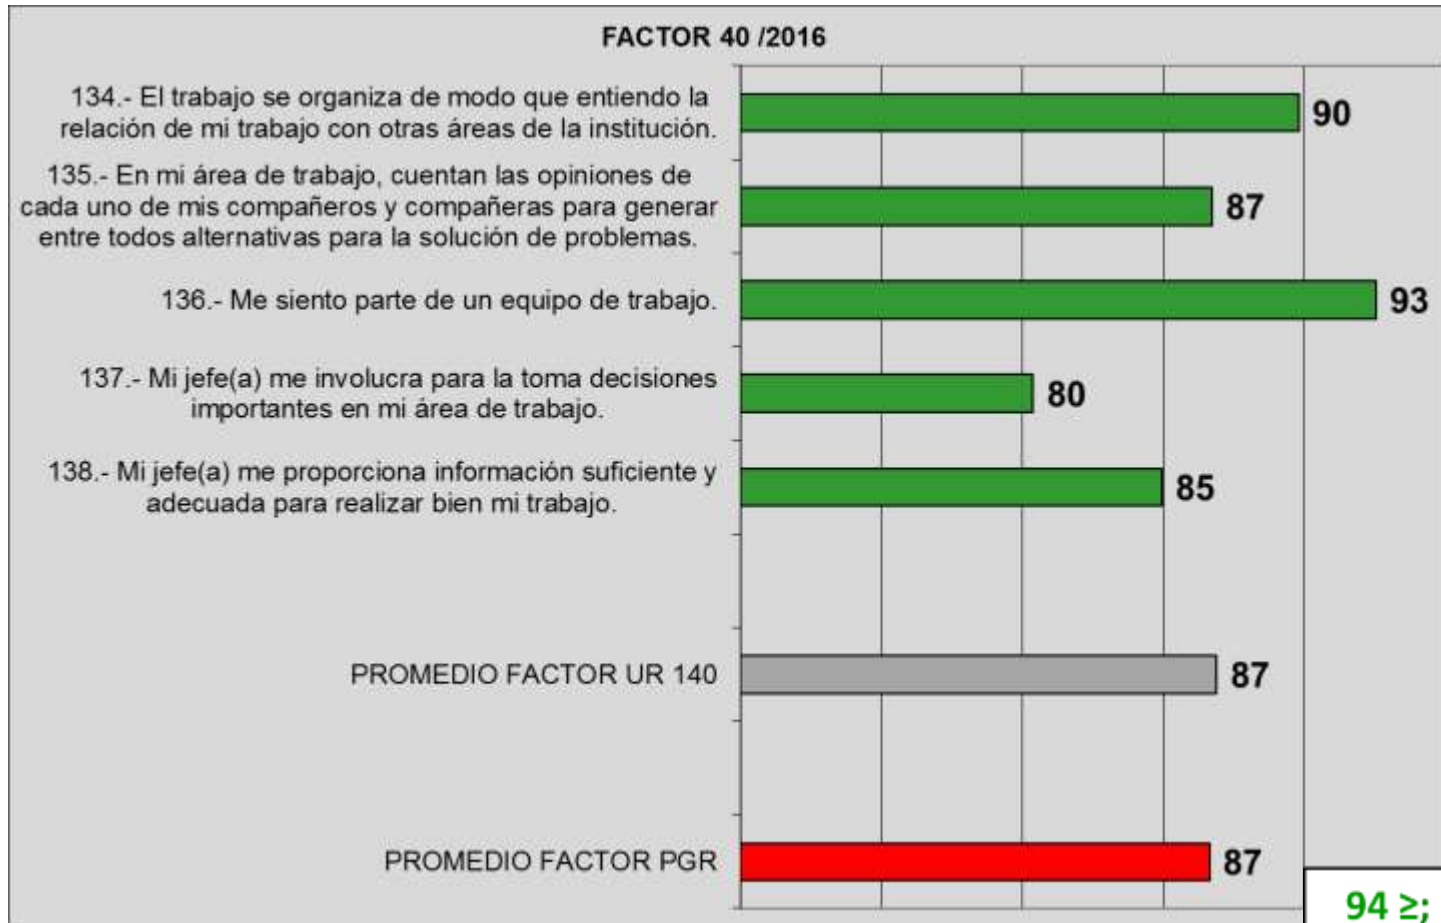 FACTOR 40 /2016
134.- El trabajo se organiza de modo que entiendo la
relación de mi trabajo con otras áreas de la institución.
90
135.- En mi área de trabajo, cuentan las opiniones de
cada uno de mis compañeros y compañeras para generar
entre todos alternativas para la solución de problemas.
87
136.- Me siento parte de un equipo de trabajo.
93
137.- Mi jefe(a) me involucra para la toma decisiones
importantes en mi área de trabajo.
80
138.- Mi jefe(a) me proporciona información suficiente y
adecuada para realizar bien mi trabajo.
85
PROMEDIO FACTOR UR 140
87
PROMEDIO FACTOR PGR
87
94 ≥;